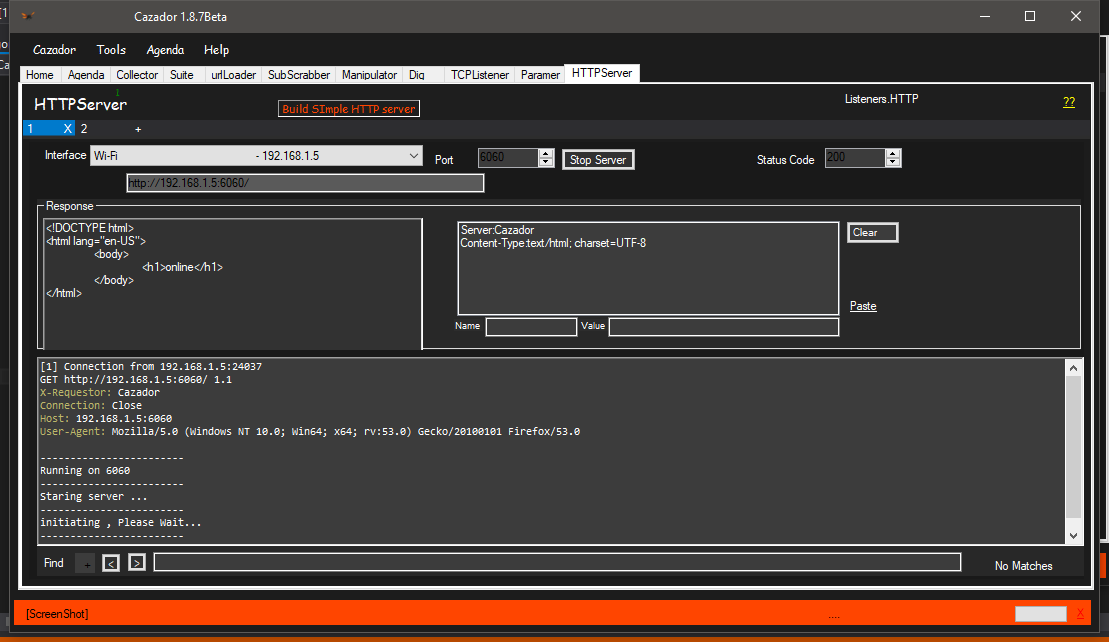 Cazador 1.8.7Beta
Cazador Tools Agenda Help
Home Agenda Collector Suite urlLoader SubScrabber Manipulator Dig TCPListener Paramer HTTPServer
HTTPServer
Build SImple HTTP server
Listeners.HTTP
??
1 X 2 +
Interface Wi-Fi - 192.168.1.5 Port 6060 Stop Server Status Code 200
http://192.168.1.5:6060/
Response
<!DOCTYPE html>
<html lang="en-US">
<body>
<h1>online</h1>
</body>
</html>
Server:Cazador
Content-Type:text/html; charset=UTF-8
Clear
Paste
Name Value
[1] Connection from 192.168.1.5:24037
GET http://192.168.1.5:6060/ 1.1
X-Requestor: Cazador
Connection: Close
Host: 192.168.1.5:6060
User-Agent: Mozilla/5.0 (Windows NT 10.0; Win64; x64; rv:53.0) Gecko/20100101 Firefox/53.0
------------------------
Running on 6060
------------------------
Staring server ...
------------------------
initiating , Please Wait...
------------------------
Find + < > No Matches
[ScreenShot] .... X